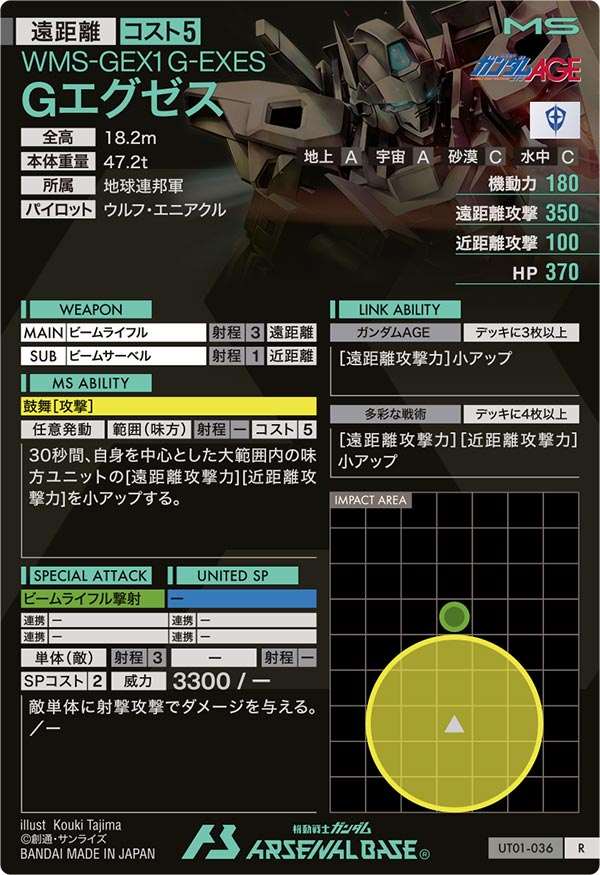 遠距離 コスト5 MS
WMS-GEX1 G-EXES
Gエグゼス
ガンダムAGE
全高 18.2m
本体重量 47.2t
所属 地球連邦軍
パイロット ウルフ・エニアクル
地上 A 宇宙 A 砂漠 C 水中 C
機動力 180
遠距離攻撃 350
近距離攻撃 100
HP 370
WEAPON
MAIN ビームライフル 射程 3 遠距離
SUB ビームサーベル 射程 1 近距離
MS ABILITY
鼓舞[攻撃]
任意発動 範囲(味方) 射程 ー コスト 5
30秒間、自身を中心とした大範囲内の味
方ユニットの[遠距離攻撃力][近距離攻
撃力]を小アップする。
LINK ABILITY
ガンダムAGE デッキに3枚以上
[遠距離攻撃力]小アップ
多彩な戦術 デッキに4枚以上
[遠距離攻撃力][近距離攻撃力]
小アップ
IMPACT AREA
SPECIAL ATTACK UNITED SP
ビームライフル撃射 ー
連携 ー 連携 ー
連携 ー 連携 ー
単体(敵) 射程 3 ー 射程 ー
SPコスト 2 威力 3300 / ー
敵単体に射撃攻撃でダメージを与える。
/ー
illust Kouki Tajima
©創通・サンライズ
BANDAI MADE IN JAPAN
機動戦士ガンダム
AB ARSENAL BASE ®
UT01-036 R